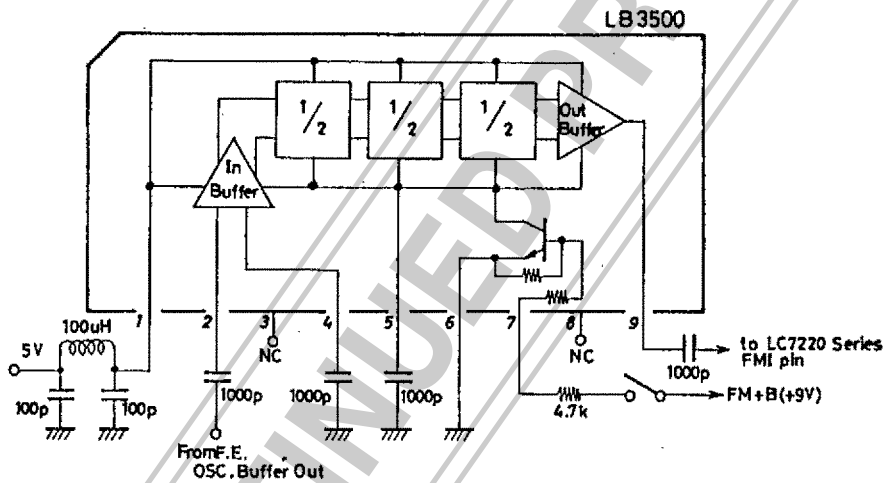 LB3500
1/2
1/2
1/2
Out
Buffer
In
Buffer
1
2
3
4
5
6
7
8
9
100uH
5V
NC
NC
100p
100p
1000p
1000p
1000p
1000p
to LC7220 Series
FMI pin
4.7k
FM+B(+9V)
From F.E.
OSC. Buffer Out
TINUED PR